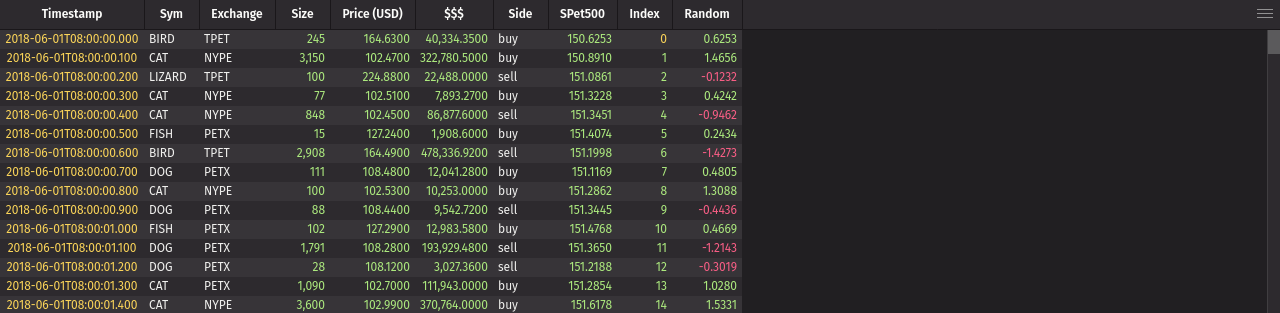 Timestamp Sym Exchange Size Price (USD) $$$ Side SPet500 Index Random
2018-06-01T08:00:00.000 BIRD TPET 245 164.6300 40,334.3500 buy 150.6253 0 0.6253
2018-06-01T08:00:00.100 CAT NYPE 3,150 102.4700 322,780.5000 buy 150.8910 1 1.4656
2018-06-01T08:00:00.200 LIZARD TPET 100 224.8800 22,488.0000 sell 151.0861 2 -0.1232
2018-06-01T08:00:00.300 CAT NYPE 77 102.5100 7,893.2700 buy 151.3228 3 0.4242
2018-06-01T08:00:00.400 CAT NYPE 848 102.4500 86,877.6000 sell 151.3451 4 -0.9462
2018-06-01T08:00:00.500 FISH PETX 15 127.2400 1,908.6000 buy 151.4074 5 0.2434
2018-06-01T08:00:00.600 BIRD TPET 2,908 164.4900 478,336.9200 sell 151.1998 6 -1.4273
2018-06-01T08:00:00.700 DOG PETX 111 108.4800 12,041.2800 buy 151.1169 7 0.4805
2018-06-01T08:00:00.800 CAT NYPE 100 102.5300 10,253.0000 buy 151.2862 8 1.3088
2018-06-01T08:00:00.900 DOG PETX 88 108.4400 9,542.7200 sell 151.3445 9 -0.4436
2018-06-01T08:00:01.000 FISH PETX 102 127.2900 12,983.5800 buy 151.4768 10 0.4669
2018-06-01T08:00:01.100 DOG PETX 1,791 108.2800 193,929.4800 sell 151.3650 11 -1.2143
2018-06-01T08:00:01.200 DOG PETX 28 108.1200 3,027.3600 sell 151.2188 12 -0.3019
2018-06-01T08:00:01.300 CAT PETX 1,090 102.7000 111,943.0000 buy 151.2854 13 1.0280
2018-06-01T08:00:01.400 CAT NYPE 3,600 102.9900 370,764.0000 buy 151.6178 14 1.5331